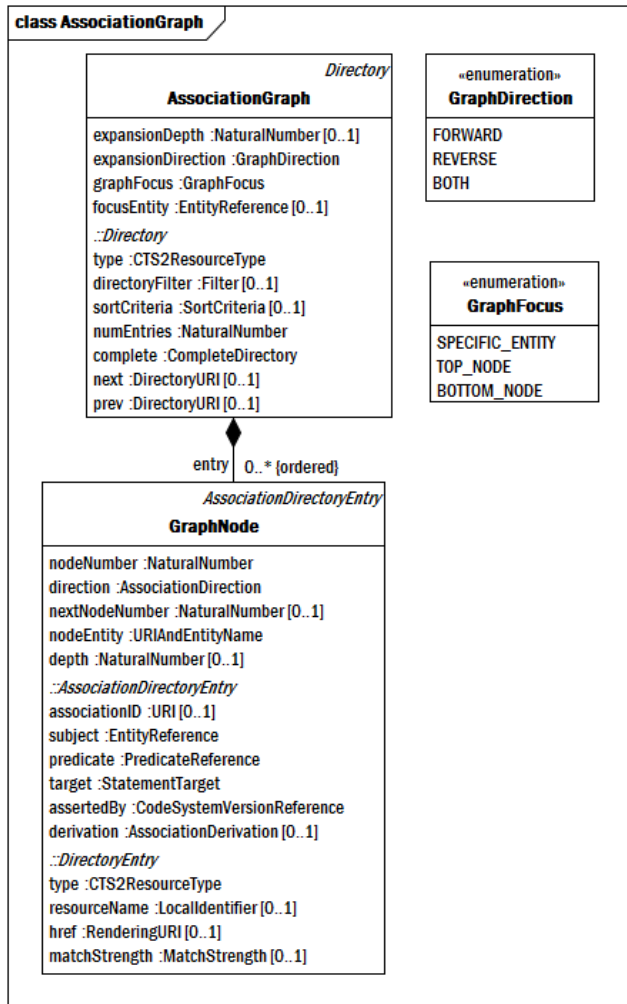 class AssociationGraph
Directory
AssociationGraph
expansionDepth :NaturalNumber [0..1]
expansionDirection :GraphDirection
graphFocus :GraphFocus
focusEntity :EntityReference [0..1]
::Directory
type :CTS2ResourceType
directoryFilter :Filter [0..1]
sortCriteria :SortCriteria [0..1]
numEntries :NaturalNumber
complete :CompleteDirectory
next :DirectoryURI [0..1]
prev :DirectoryURI [0..1]
«enumeration»
GraphDirection
FORWARD
REVERSE
BOTH
«enumeration»
GraphFocus
SPECIFIC_ENTITY
TOP_NODE
BOTTOM_NODE
entry 0..* {ordered}
AssociationDirectoryEntry
GraphNode
nodeNumber :NaturalNumber
direction :AssociationDirection
nextNodeNumber :NaturalNumber [0..1]
nodeEntity :URIAndEntityName
depth :NaturalNumber [0..1]
::AssociationDirectoryEntry
associationID :URI [0..1]
subject :EntityReference
predicate :PredicateReference
target :StatementTarget
assertedBy :CodeSystemVersionReference
derivation :AssociationDerivation [0..1]
::DirectoryEntry
type :CTS2ResourceType
resourceName :LocalIdentifier [0..1]
href :RenderingURI [0..1]
matchStrength :MatchStrength [0..1]